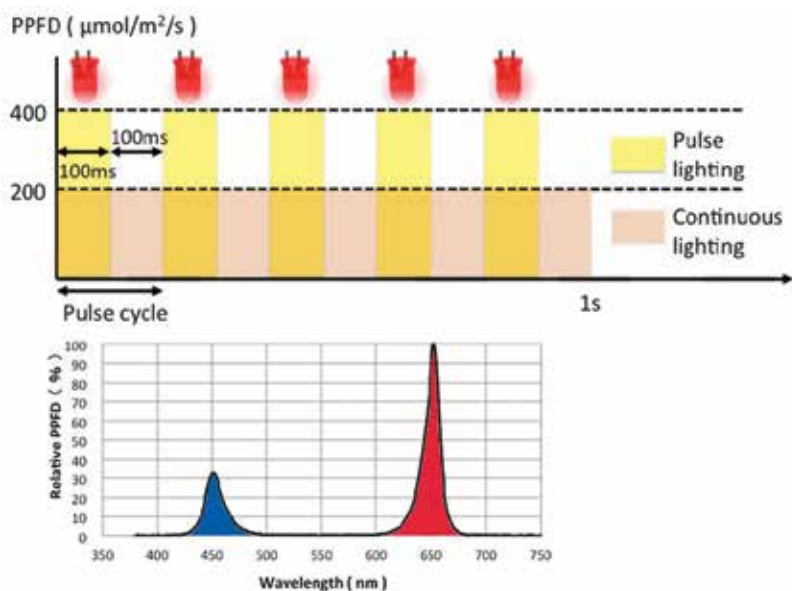 PPFD ( μmol/m²/s)
400
100ms
100ms
200
Pulse
lighting
Continuous
lighting
Pulse cycle
1s
Relative PPFD ( % )
100
90
80
70
60
50
40
30
20
10
0
350 400 450 500 550 600 650 700 750
Wavelength ( nm )